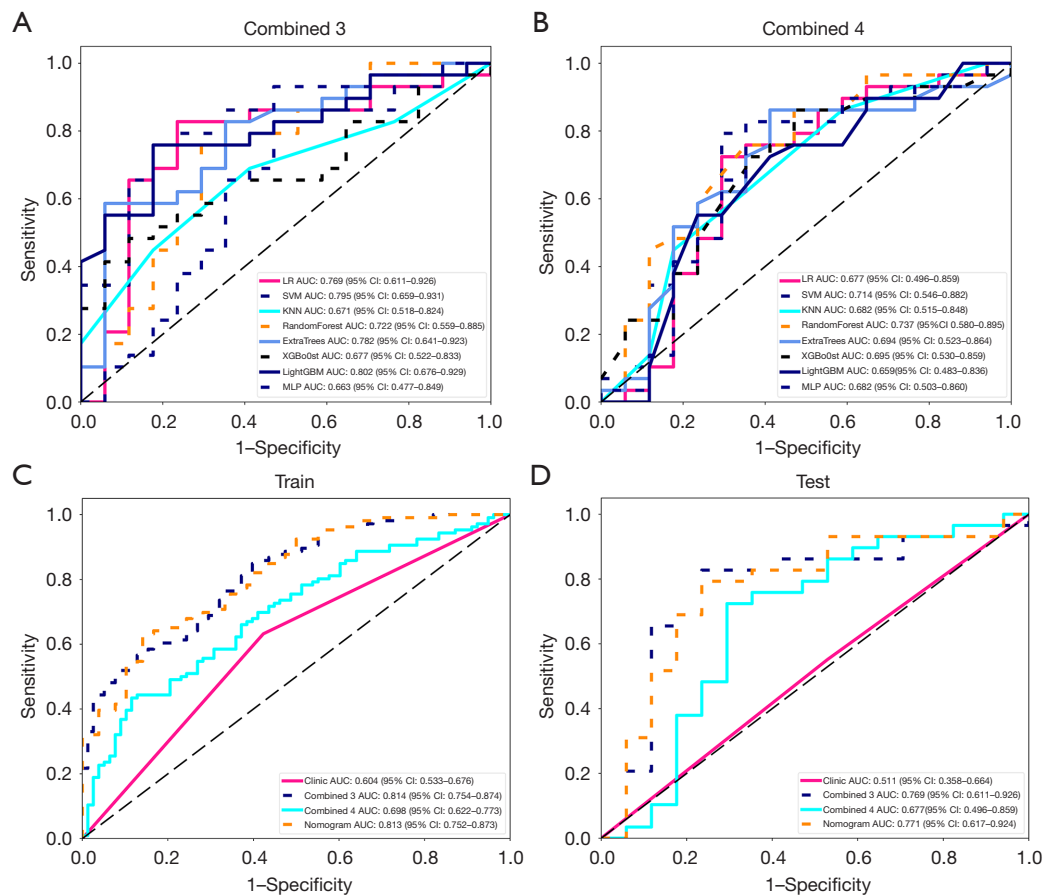 A
Combined 3
1.0
0.8
0.6
0.4
0.2
0.0
Sensitivity
LR AUC: 0.769 (95% CI: 0.611–0.926)
SVM AUC: 0.795 (95% CI: 0.659–0.931)
KNN AUC: 0.671 (95% CI: 0.518–0.824)
RandomForest AUC: 0.722 (95% CI: 0.559–0.885)
ExtraTrees AUC: 0.782 (95% CI: 0.641–0.923)
XGBo0st AUC: 0.677 (95% CI: 0.522–0.833)
LightGBM AUC: 0.802 (95% CI: 0.676–0.929)
MLP AUC: 0.663 (95% CI: 0.477–0.849)
0.0 0.2 0.4 0.6 0.8 1.0
1–Specificity
B
Combined 4
1.0
0.8
0.6
0.4
0.2
0.0
Sensitivity
LR AUC: 0.677 (95% CI: 0.496–0.859)
SVM AUC: 0.714 (95% CI: 0.546–0.882)
KNN AUC: 0.682 (95% CI: 0.515–0.848)
RandomForest AUC: 0.737 (95% CI: 0.580–0.895)
ExtraTrees AUC: 0.694 (95% CI: 0.523–0.864)
XGBo0st AUC: 0.695 (95% CI: 0.530–0.859)
LightGBM AUC: 0.659(95% CI: 0.483–0.836)
MLP AUC: 0.682 (95% CI: 0.503–0.860)
0.0 0.2 0.4 0.6 0.8 1.0
1–Specificity
C
Train
1.0
0.8
0.6
0.4
0.2
0.0
Sensitivity
Clinic AUC: 0.604 (95% CI: 0.533–0.676)
Combined 3 AUC: 0.814 (95% CI: 0.754–0.874)
Combined 4 AUC: 0.698 (95% CI: 0.622–0.773)
Nomogram AUC: 0.813 (95% CI: 0.752–0.873)
0.0 0.2 0.4 0.6 0.8 1.0
1–Specificity
D
Test
1.0
0.8
0.6
0.4
0.2
0.0
Sensitivity
Clinic AUC: 0.511 (95% CI: 0.358–0.664)
Combined 3 AUC: 0.769 (95% CI: 0.611–0.926)
Combined 4 AUC: 0.677(95% CI: 0.496–0.859)
Nomogram AUC: 0.771 (95% CI: 0.617–0.924)
0.0 0.2 0.4 0.6 0.8 1.0
1–Specificity